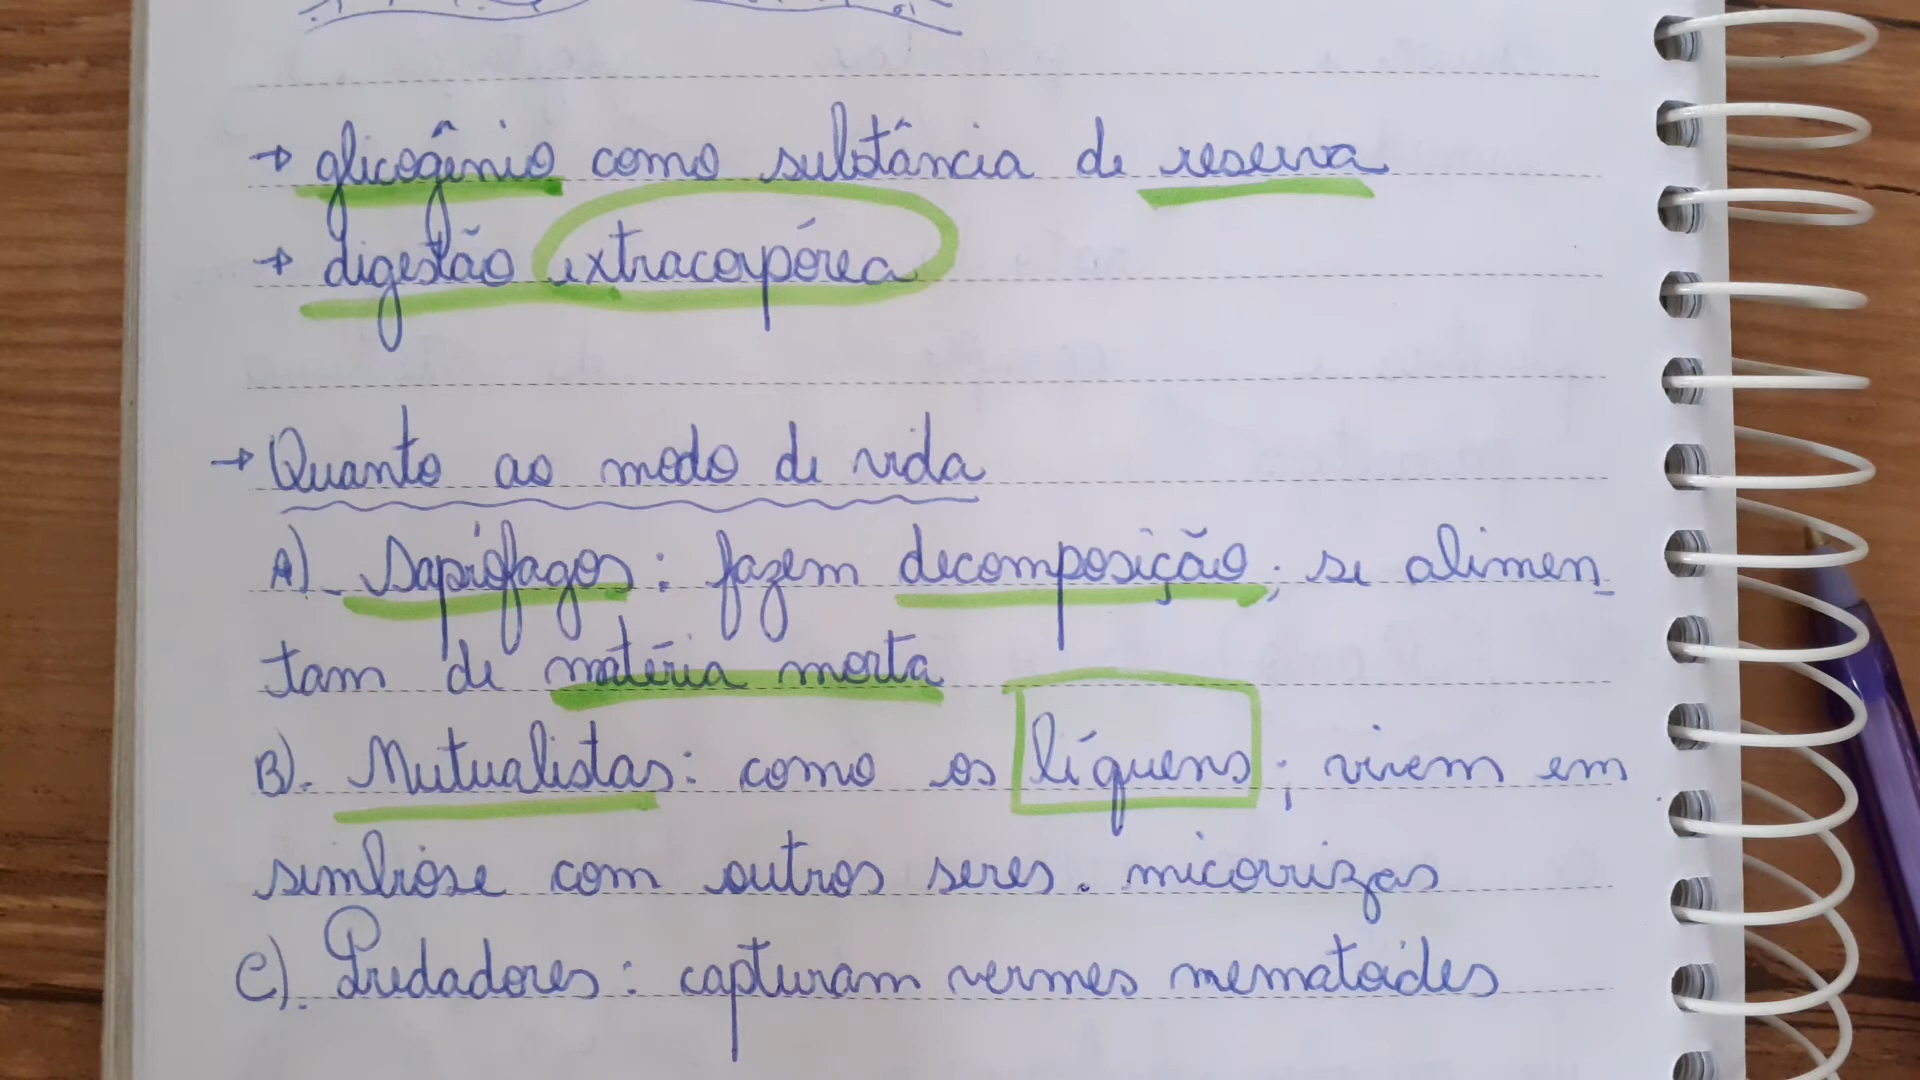 → glicogênio como substância de reserva
→ digestão extracorpórea
→ Quanto ao modo de vida
A). Saprófagos: fazem decomposição; se alimen
tam de matéria morta
B). Mutualistas: como os líquens; vivem em
simbiose com outros seres. micorrizas
C). Predadores: capturam vermes nematoides